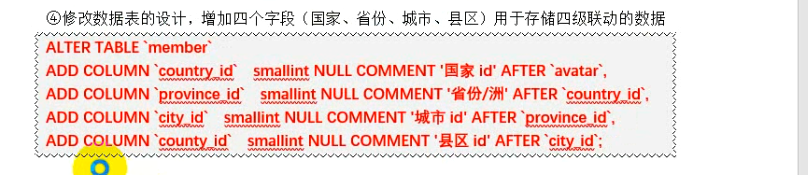 ④修改数据表的设计，增加四个字段（国家、省份、城市、县区）用于存储四级联动的数据
ALTER TABLE `member`
ADD COLUMN `country_id` smallint NULL COMMENT '国家 id' AFTER `avatar`,
ADD COLUMN `province_id` smallint NULL COMMENT '省份/洲' AFTER `country_id`,
ADD COLUMN `city_id` smallint NULL COMMENT '城市 id' AFTER `province_id`,
ADD COLUMN `county_id` smallint NULL COMMENT '县区 id' AFTER `city_id`;